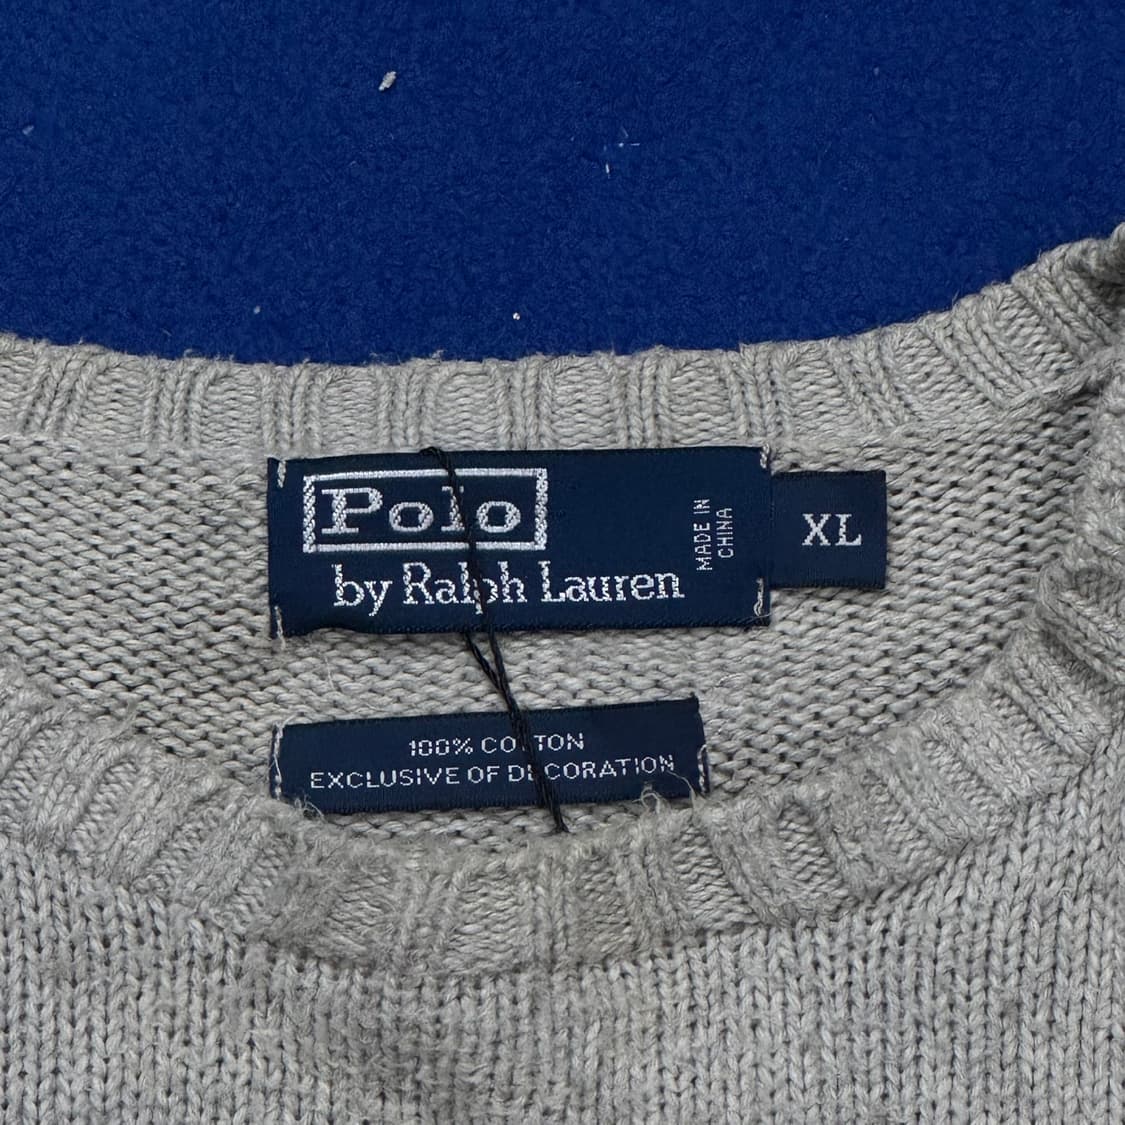 Polo
by Ralph Lauren
MADE IN
CHINA
XL
100% COTTON
EXCLUSIVE OF DECORATION